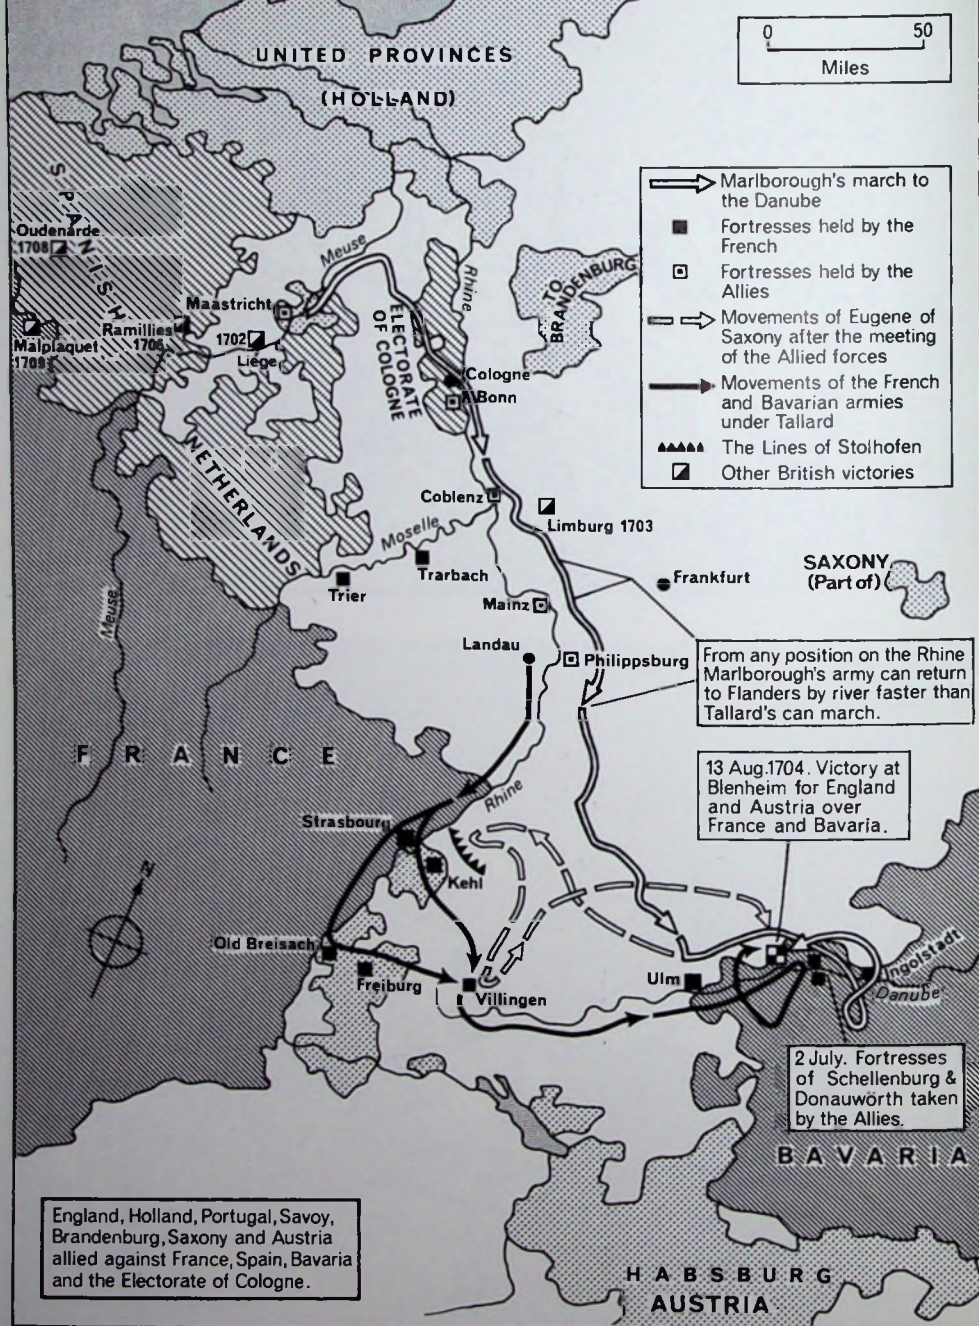 UNITED PROVINCES
(HOLLAND)
0 50
Miles
Marlborough's march to
the Danube
Fortresses held by the
French
Fortresses held by the
Allies
Movements of Eugene of
Saxony after the meeting
of the Allied forces
Movements of the French
and Bavarian armies
under Tallard
The Lines of Stolhofen
Other British victories
SPANISH
NETHERLANDS
Oudenarde
1708
Malplaquet
1709
Ramillies
1706
Maastricht
1702
Liege
Meuse
Rhine
ELECTORATE
OF COLOGNE
TO
BRANDENBURG
Cologne
Bonn
Coblenz
Limburg 1703
Moselle
Trarbach
Trier
Frankfurt
SAXONY
(Part of)
Mainz
Landau
Philippsburg
Meuse
From any position on the Rhine
Marlborough's army can return
to Flanders by river faster than
Tallard's can march.
FRANCE
13 Aug.1704. Victory at
Blenheim for England
and Austria over
France and Bavaria.
Rhine
Strasbourg
Kehl
N
Old Breisach
Freiburg
Villingen
Ulm
Ingolstadt
Danube
2 July. Fortresses
of Schellenburg &
Donauwörth taken
by the Allies.
BAVARIA
England, Holland, Portugal, Savoy,
Brandenburg, Saxony and Austria
allied against France, Spain, Bavaria
and the Electorate of Cologne.
HABSBURG
AUSTRIA